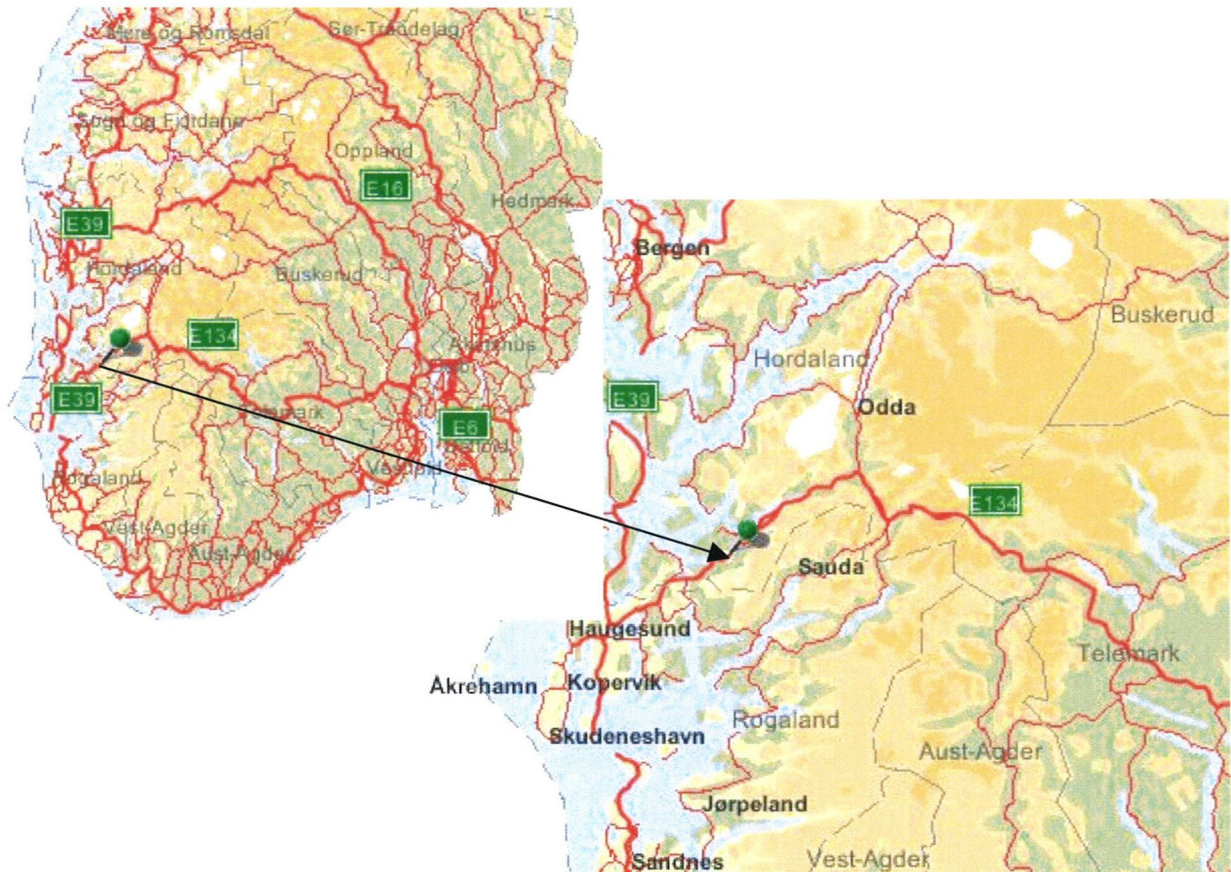 Møre og Romsdal
Sør-Trøndelag
Sogn og Fjordane
Oppland
E16
Hedmark
E39
Hordaland
Buskerud
E134
Akershus
E39
Telemark
E6
Vestfold
Rogaland
Vest-Agder
Aust-Agder
Bergen
Buskerud
Hordaland
E39
Odda
E134
Sauda
Haugesund
Telemark
Åkrehamn
Kopervik
Rogaland
Skudeneshavn
Aust-Agder
Jørpeland
Sandnes
Vest-Agder